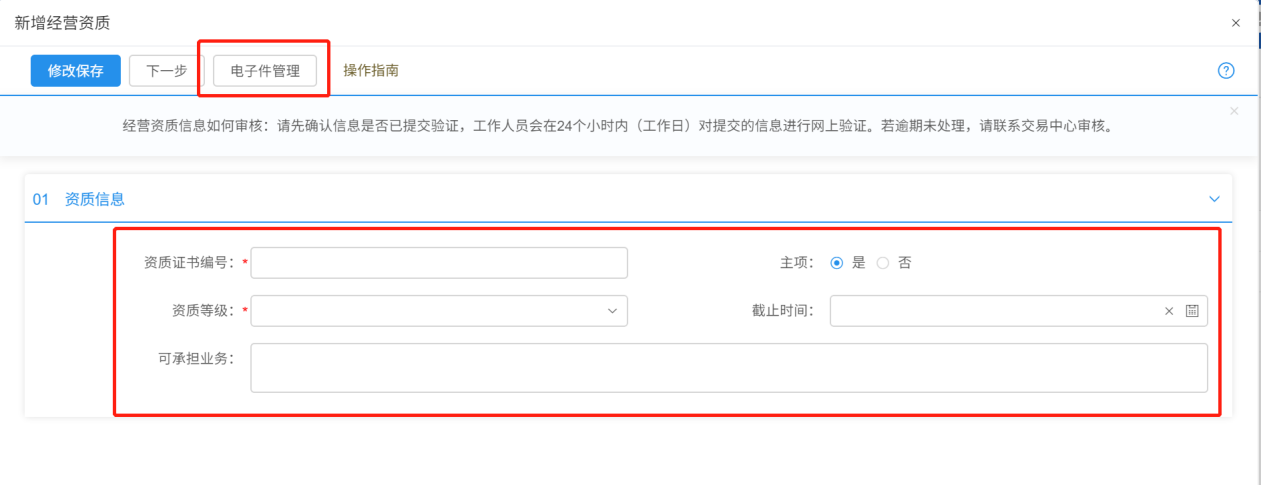 新增经营资质
修改保存 下一步 电子件管理 操作指南
经营资质信息如何审核：请先确认信息是否已提交验证，工作人员会在24个小时内（工作日）对提交的信息进行网上验证。若逾期未处理，请联系交易中心审核。
01 资质信息
资质证书编号：* 主项： 是 否
资质等级：* 截止时间：
可承担业务：